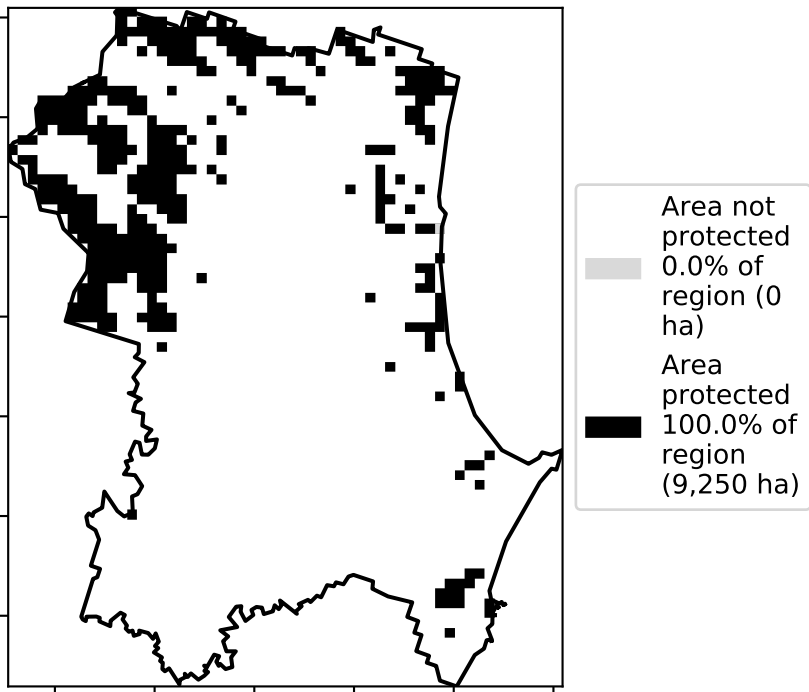 Area not
protected
0.0% of
region (0
ha)
Area
protected
100.0% of
region
(9,250 ha)